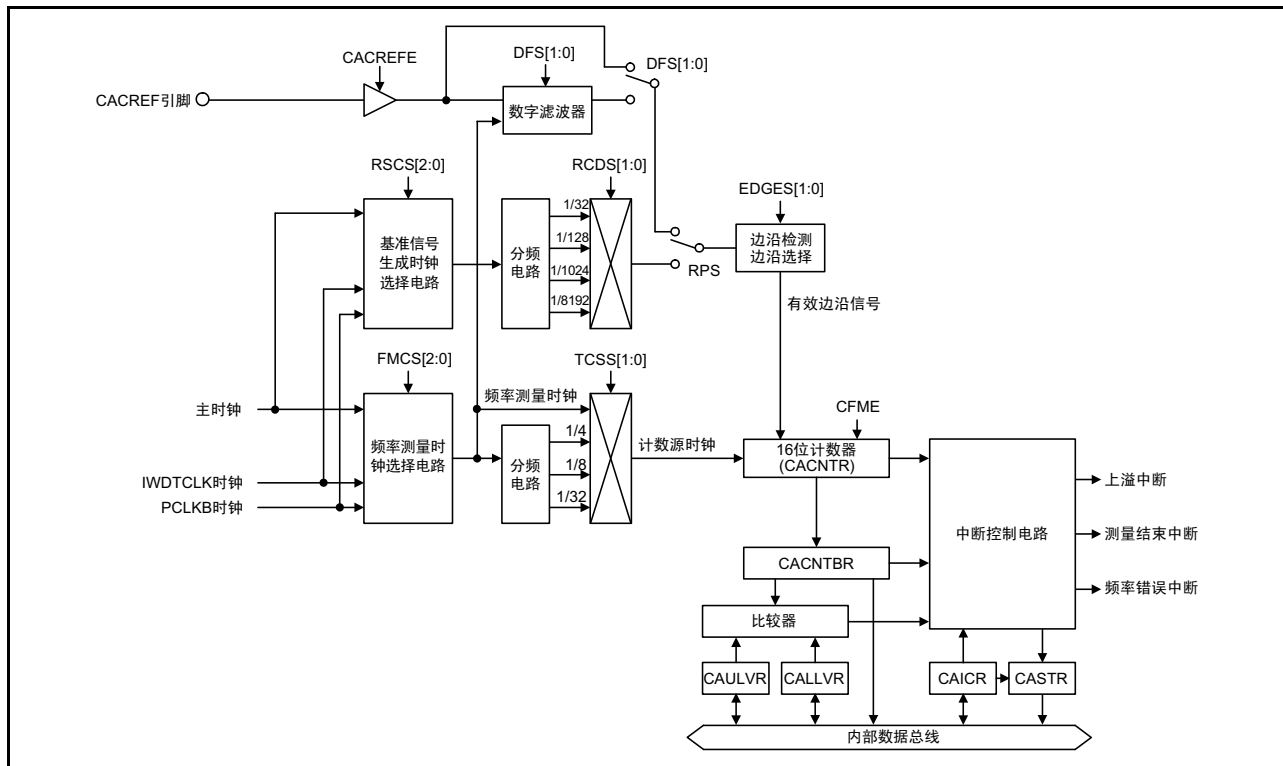 CACREFE
DFS[1:0]
DFS[1:0]
CACREF引脚
数字滤波器
RSCS[2:0]
RCDS[1:0]
EDGES[1:0]
基准信号
生成时钟
选择电路
分频
电路
1/32
1/128
1/1024
1/8192
RPS
边沿检测
边沿选择
有效边沿信号
FMCS[2:0]
TCSS[1:0]
主时钟
IWDTCLK时钟
PCLKB时钟
频率测量时
钟选择电路
频率测量时钟
分频
电路
1/4
1/8
1/32
计数源时钟
CFME
16位计数器
(CACNTR)
CACNTBR
比较器
CAULVR
CALLVR
中断控制电路
上溢中断
测量结束中断
频率错误中断
CAICR
CASTR
内部数据总线